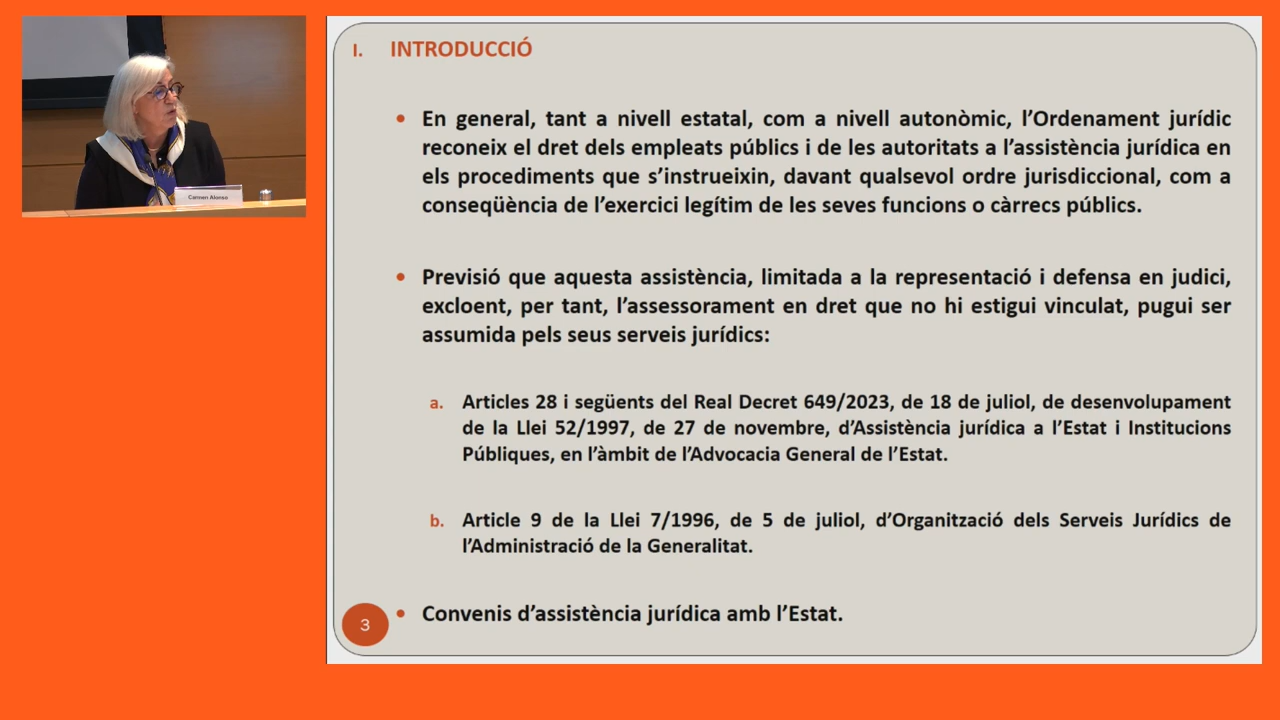 Carmen Alonso
I. INTRODUCCIÓ
• En general, tant a nivell estatal, com a nivell autonòmic, l’Ordenament jurídic
reconeix el dret dels empleats públics i de les autoritats a l’assistència jurídica en
els procediments que s’instrueixin, davant qualsevol ordre jurisdiccional, com a
conseqüència de l’exercici legítim de les seves funcions o càrrecs públics.
• Previsió que aquesta assistència, limitada a la representació i defensa en judici,
excloent, per tant, l’assessorament en dret que no hi estigui vinculat, pugui ser
assumida pels seus serveis jurídics:
a. Articles 28 i següents del Real Decret 649/2023, de 18 de juliol, de desenvolupament
de la Llei 52/1997, de 27 de novembre, d’Assistència jurídica a l’Estat i Institucions
Públiques, en l’àmbit de l’Advocacia General de l’Estat.
b. Article 9 de la Llei 7/1996, de 5 de juliol, d’Organització dels Serveis Jurídics de
l’Administració de la Generalitat.
• Convenis d’assistència jurídica amb l’Estat.
3